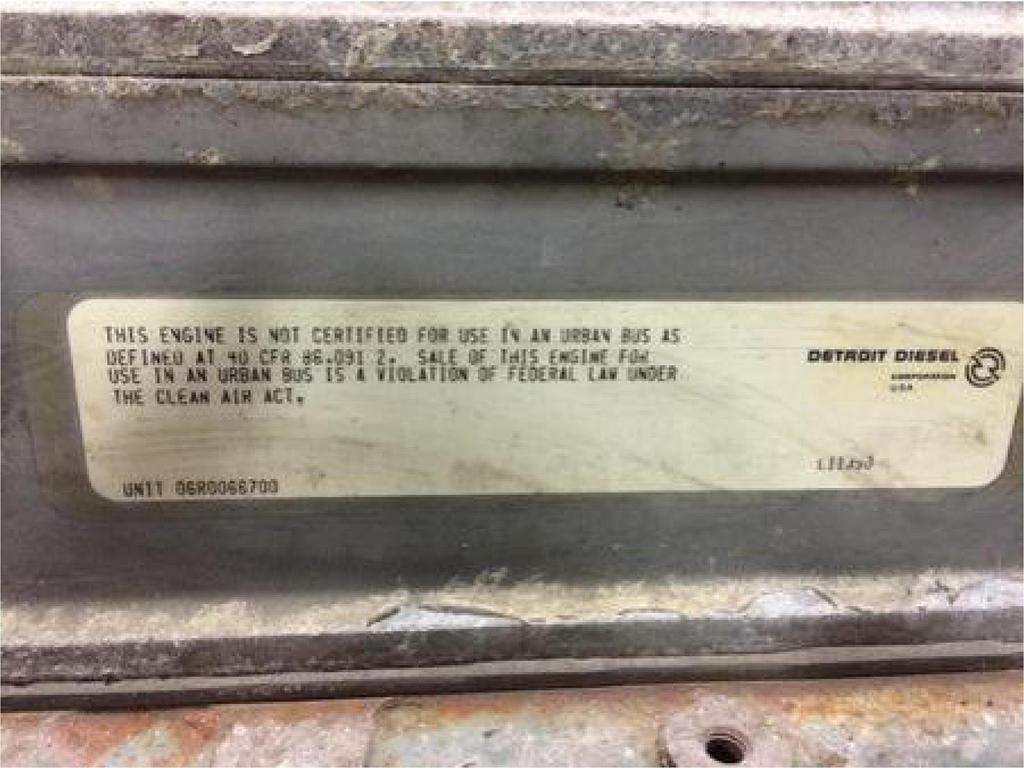 THIS ENGINE IS NOT CERTIFIED FOR USE IN AN URBAN BUS AS
DEFINED AT 40 CFR 86.091 2. SALE OF THIS ENGINE FOR
USE IN AN URBAN BUS IS A VIOLATION OF FEDERAL LAW UNDER
THE CLEAN AIR ACT.
DETROIT DIESEL
CORPORATION
USA
UNIT 06R0066700